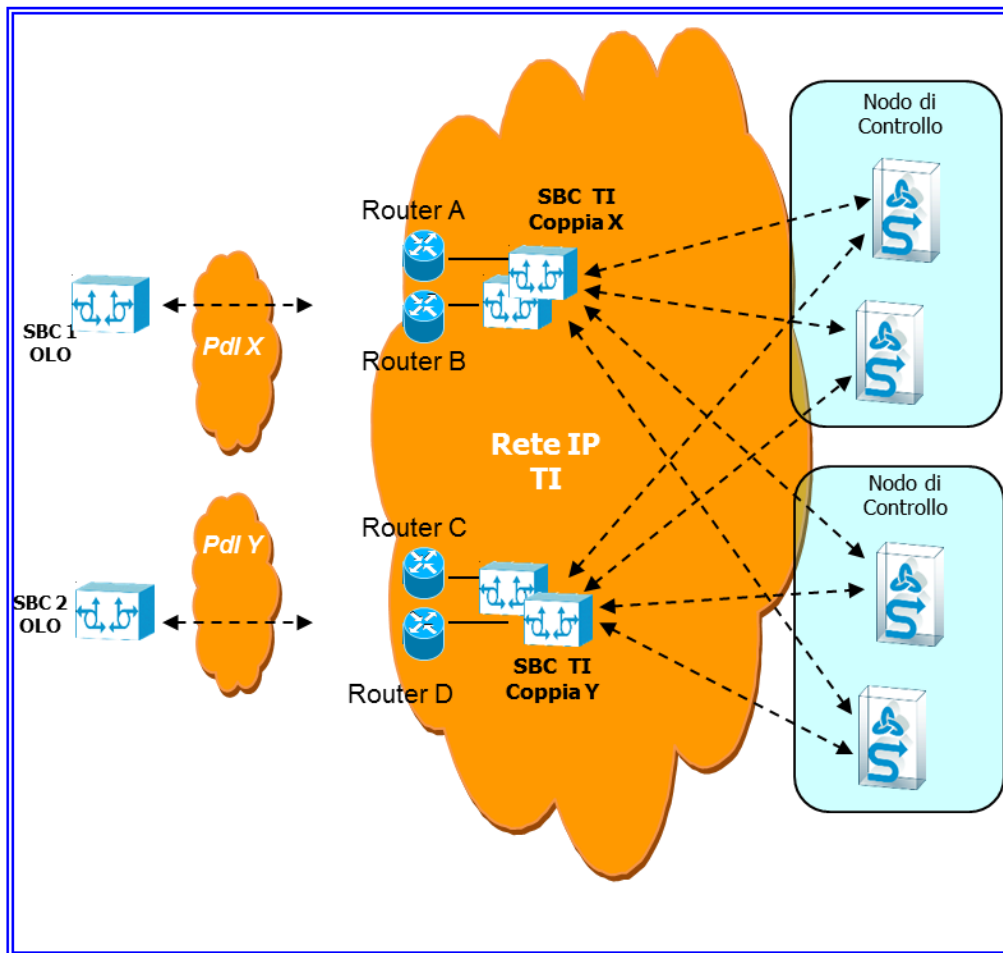 Nodo di
Controllo
SBC TI
Coppia X
Router A
SBC 1
OLO
PdI X
Router B
Rete IP
TI
Nodo di
Controllo
PdI Y
Router C
SBC 2
OLO
SBC TI
Coppia Y
Router D